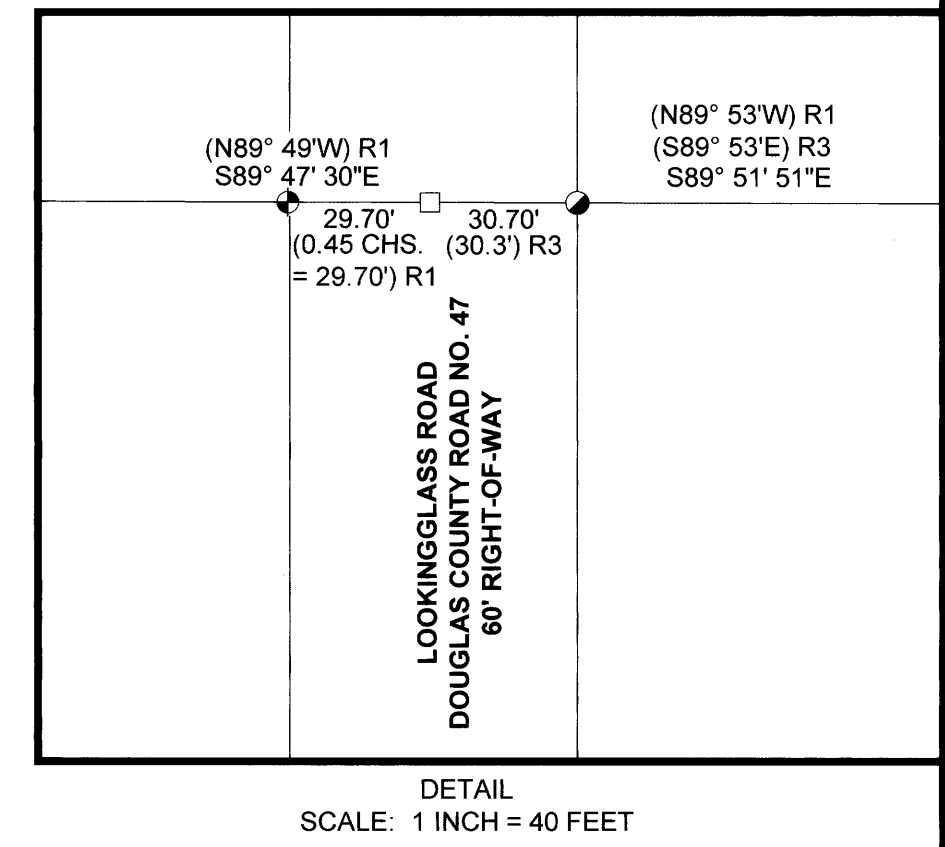 (N89° 53'W) R1
(N89° 49'W) R1
(S89° 53'E) R3
S89° 47' 30"E
S89° 51' 51"E
29.70'
30.70'
(0.45 CHS.
(30.3') R3
= 29.70') R1
LOOKINGGLASS ROAD
DOUGLAS COUNTY ROAD NO. 47
60' RIGHT-OF-WAY
DETAIL
SCALE: 1 INCH = 40 FEET